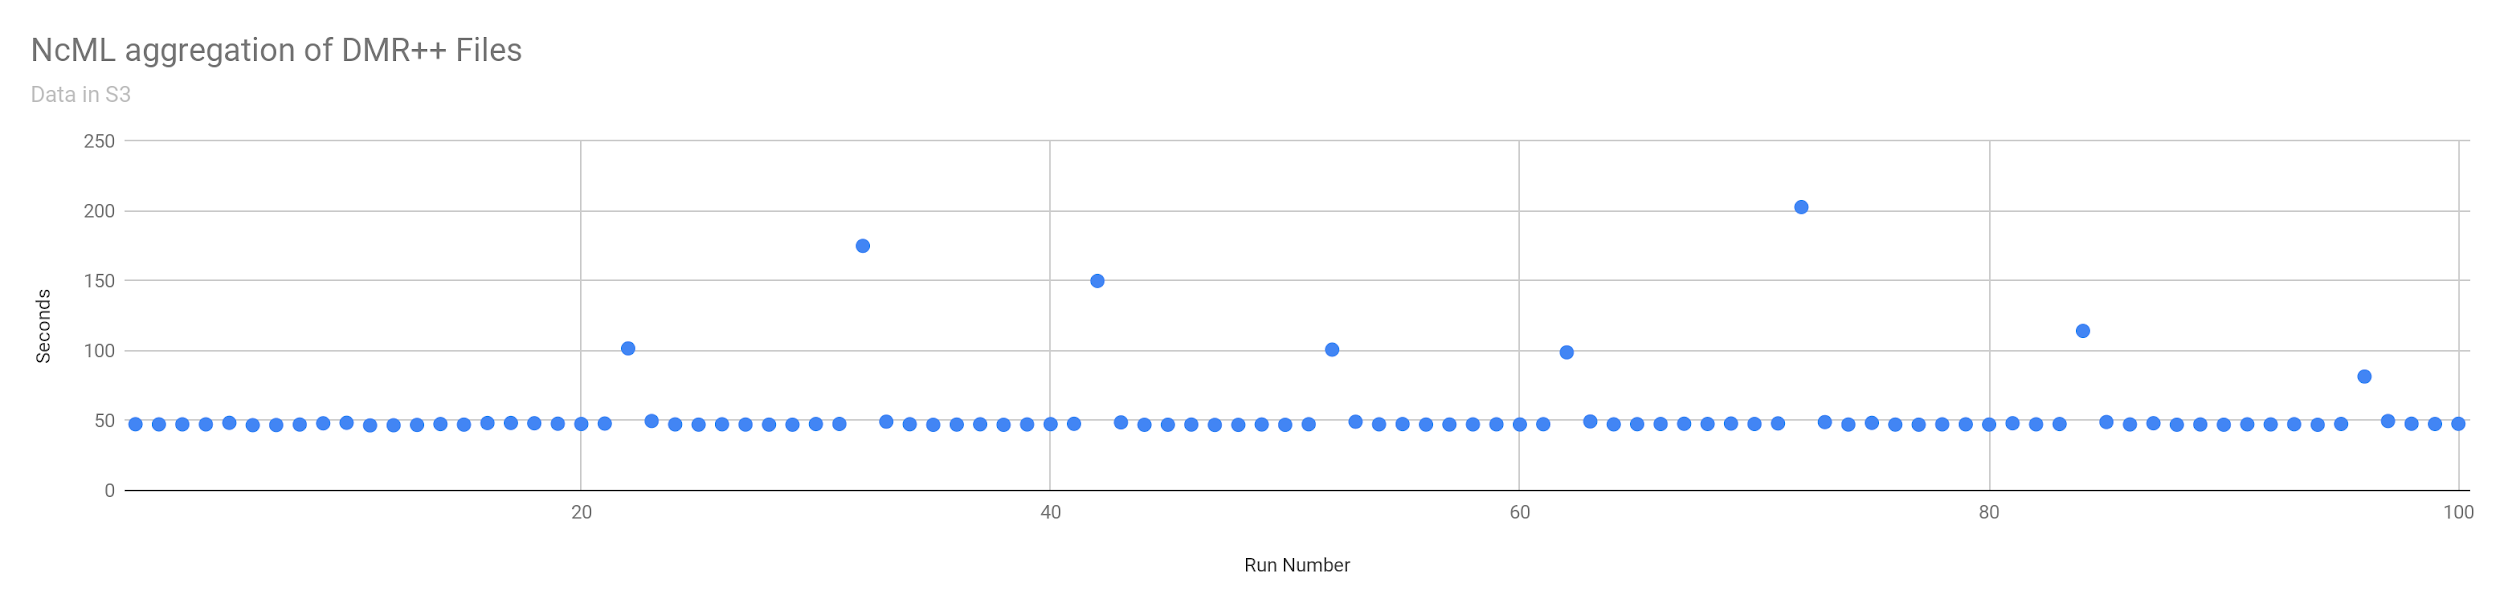 NcML aggregation of DMR++ Files
Data in S3
250
200
150
100
50
0
Seconds
20 40 60 80 100
Run Number